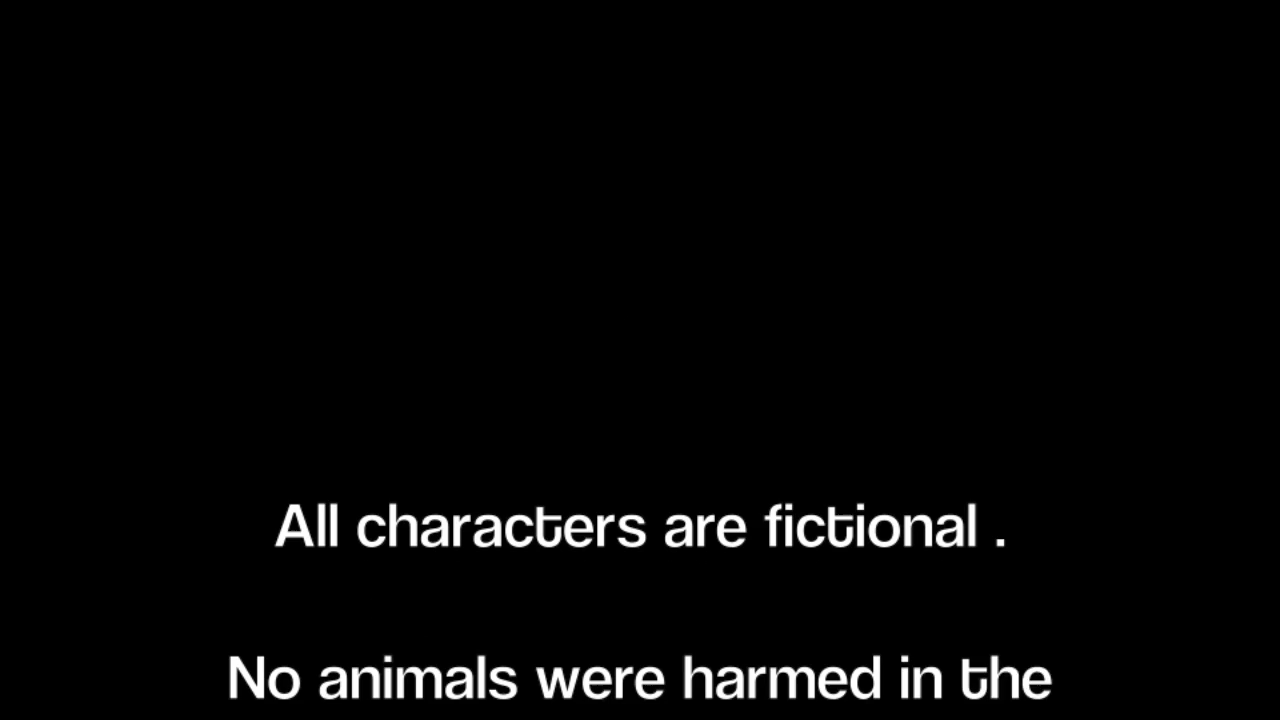 All characters are fictional .
No animals were harmed in the